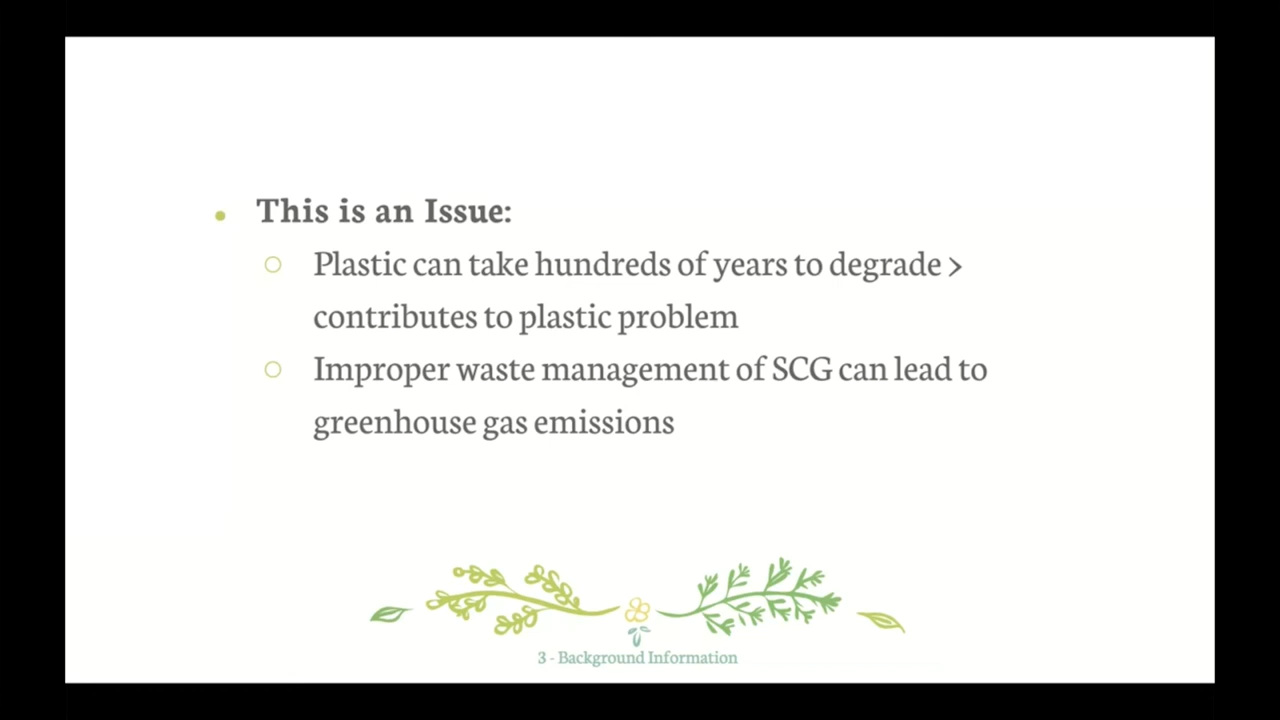 This is an Issue:
Plastic can take hundreds of years to degrade >
contributes to plastic problem
Improper waste management of SCG can lead to
greenhouse gas emissions
3 - Background Information